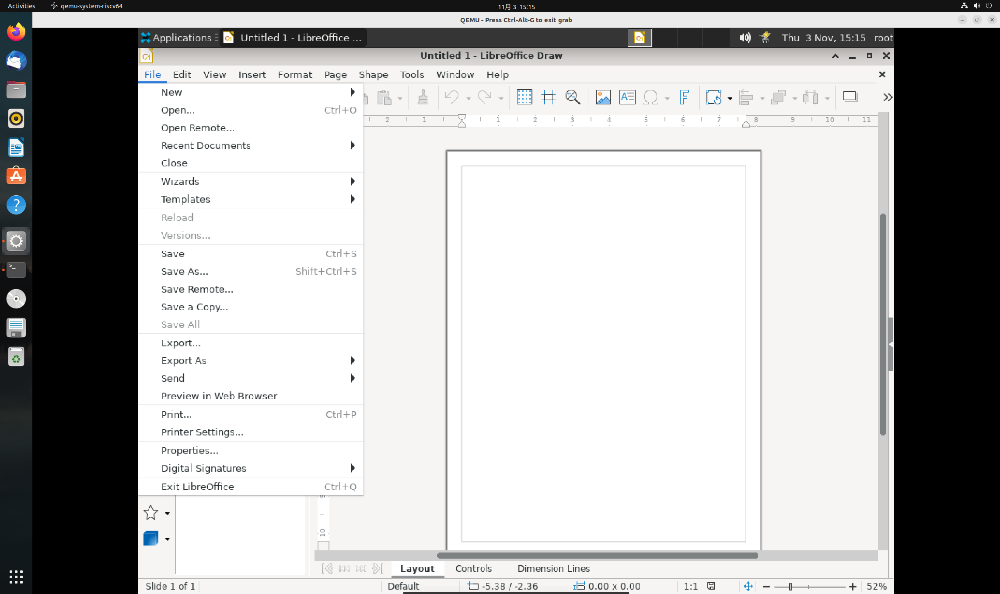 Activities qemu-system-riscv64 11月 3 15:15
QEMU - Press Ctrl-Alt-G to exit grab
Applications Untitled 1 - LibreOffice ... Thu 3 Nov, 15:15 root
Untitled 1 - LibreOffice Draw
File Edit View Insert Format Page Shape Tools Window Help
New
Open... Ctrl+O
Open Remote...
Recent Documents
Close
Wizards
Templates
Reload
Versions...
Save Ctrl+S
Save As... Shift+Ctrl+S
Save Remote...
Save a Copy...
Save All
Export...
Export As
Send
Preview in Web Browser
Print... Ctrl+P
Printer Settings...
Properties...
Digital Signatures
Exit LibreOffice Ctrl+Q
2 1 1 2 3 4 5 6 7 8 9 10 11
10
Layout Controls Dimension Lines
Slide 1 of 1 Default -5.38 / -2.36 0.00 x 0.00 1:1 52%